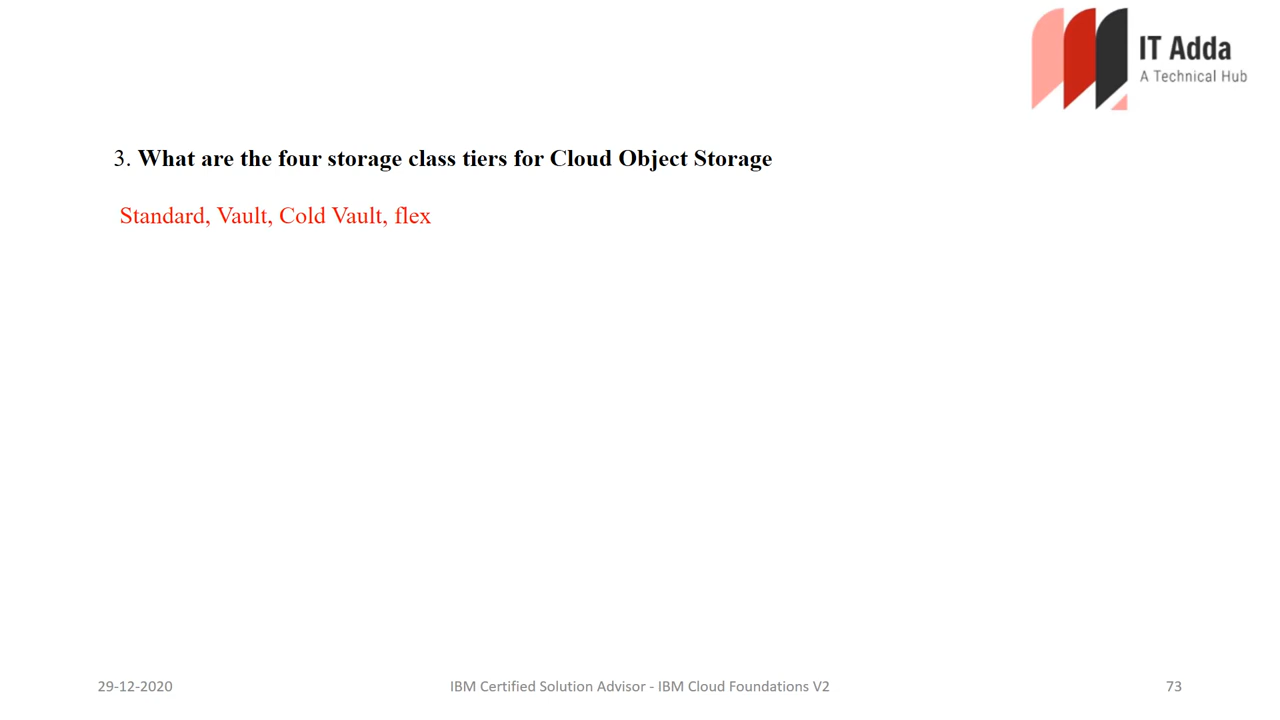 IT Adda
A Technical Hub
3. What are the four storage class tiers for Cloud Object Storage
Standard, Vault, Cold Vault, flex
29-12-2020
IBM Certified Solution Advisor - IBM Cloud Foundations V2
73